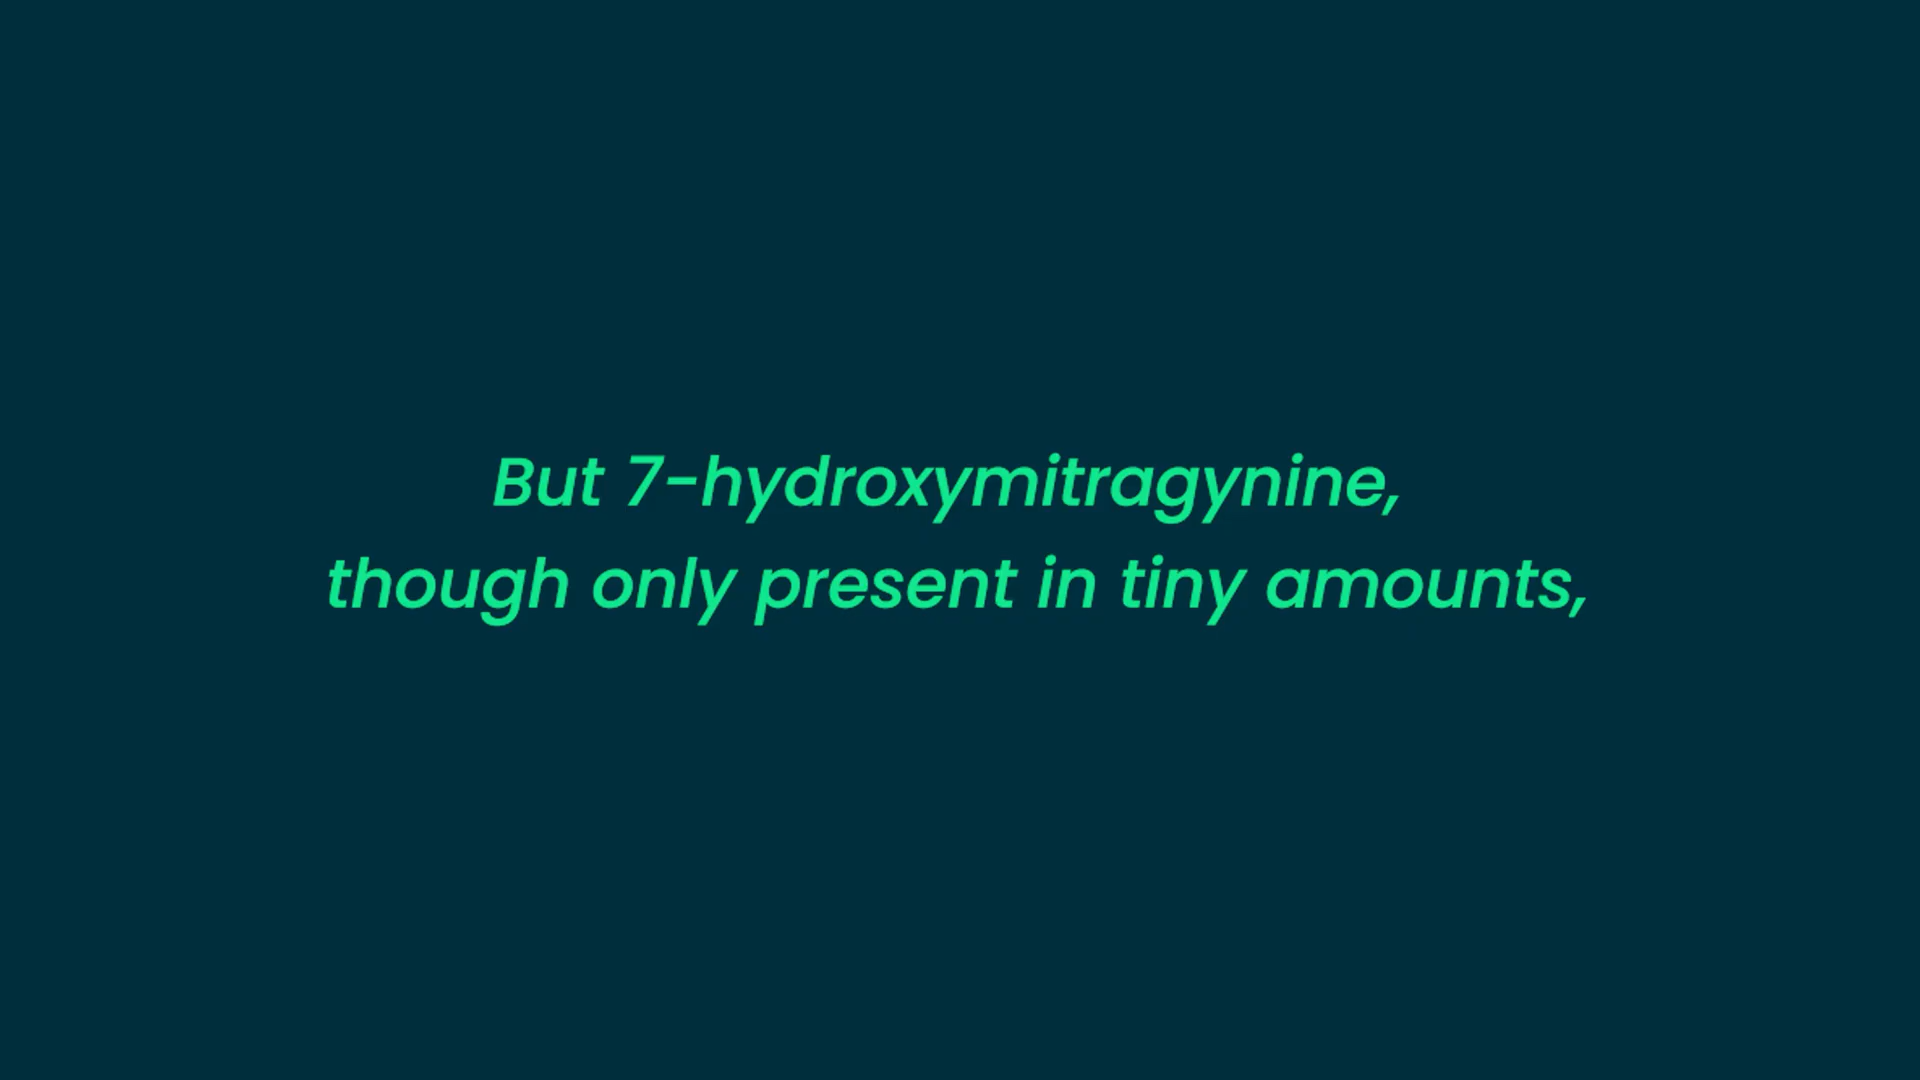 But 7-hydroxymitragynine,
though only present in tiny amounts,